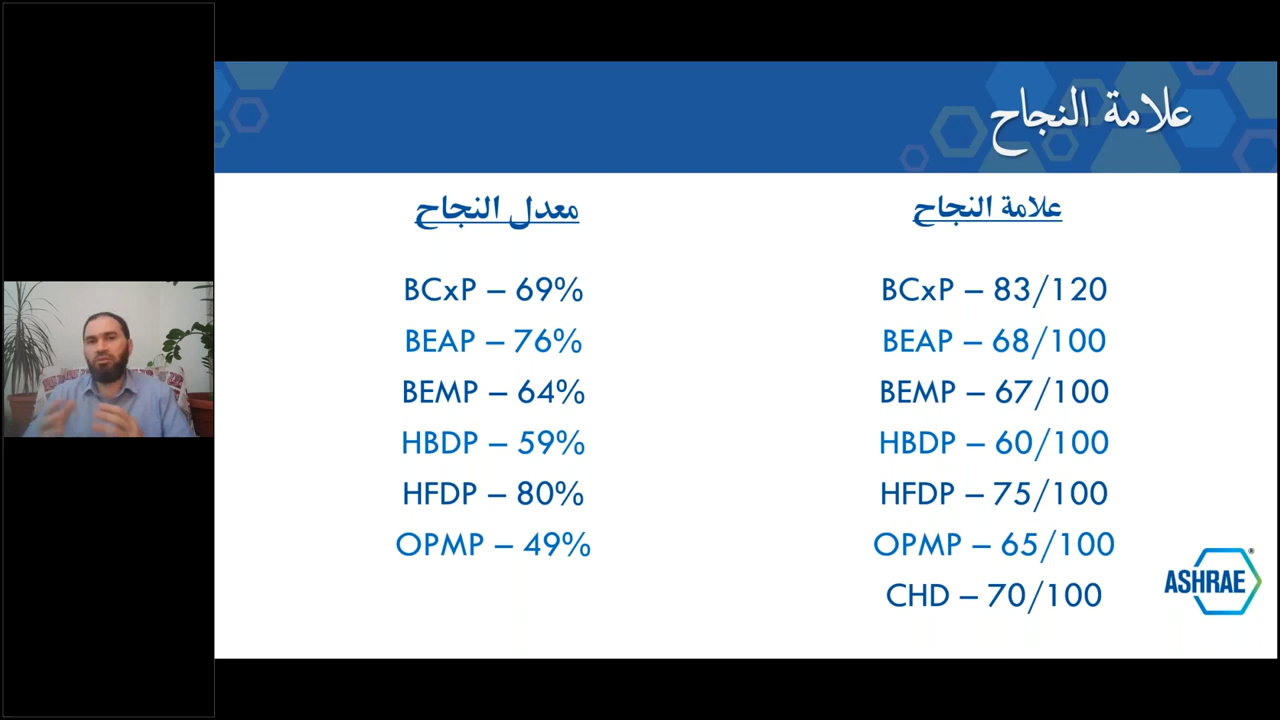 علامة النجاح
علامة النجاح
BCxP – 83/120
BEAP – 68/100
BEMP – 67/100
HBDP – 60/100
HFDP – 75/100
OPMP – 65/100
CHD – 70/100
معدل النجاح
BCxP – 69%
BEAP – 76%
BEMP – 64%
HBDP – 59%
HFDP – 80%
OPMP – 49%
ASHRAE®